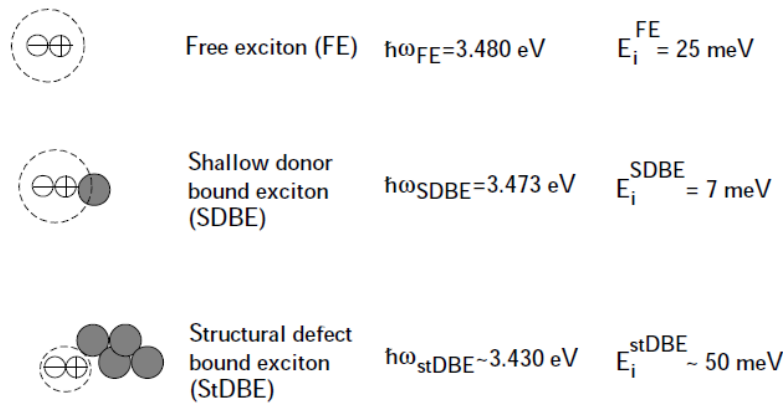 Free exciton (FE) ħω_FE=3.480 eV E_i^FE = 25 meV
Shallow donor
bound exciton
(SDBE)
ħω_SDBE=3.473 eV E_i^SDBE = 7 meV
Structural defect
bound exciton
(StDBE)
ħω_stDBE~3.430 eV E_i^stDBE ~ 50 meV